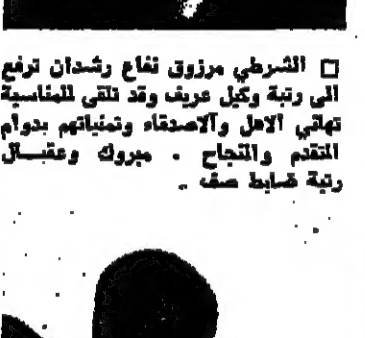 □ الشرطي مرزوق نفاع رشدان ترفع
الى رتبة وكيل عريف وقد تلقى للمناسبة
تهاني الاهل والاصدقاء وتمنياتهم بدوام
التقدم والنجاح . مبروك وعقبال
رتبة ضابط صف .